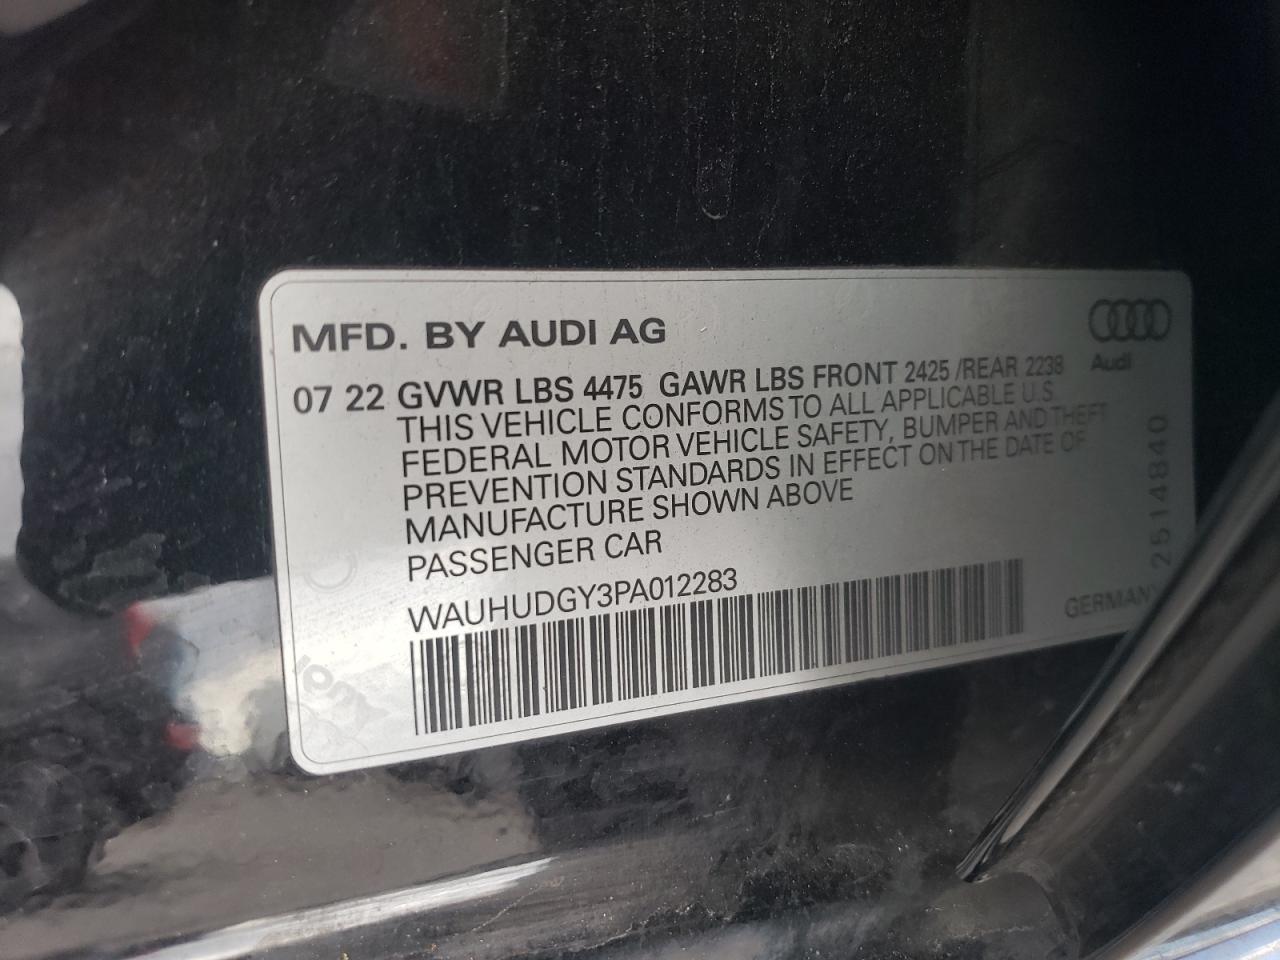 MFD. BY AUDI AG
Audi
07 22 GVWR LBS 4475 GAWR LBS FRONT 2425 /REAR 2238
THIS VEHICLE CONFORMS TO ALL APPLICABLE U.S.
FEDERAL MOTOR VEHICLE SAFETY, BUMPER AND THEFT
PREVENTION STANDARDS IN EFFECT ON THE DATE OF
MANUFACTURE SHOWN ABOVE
PASSENGER CAR
WAUHUDGY3PA012283
GERMANY
2514840